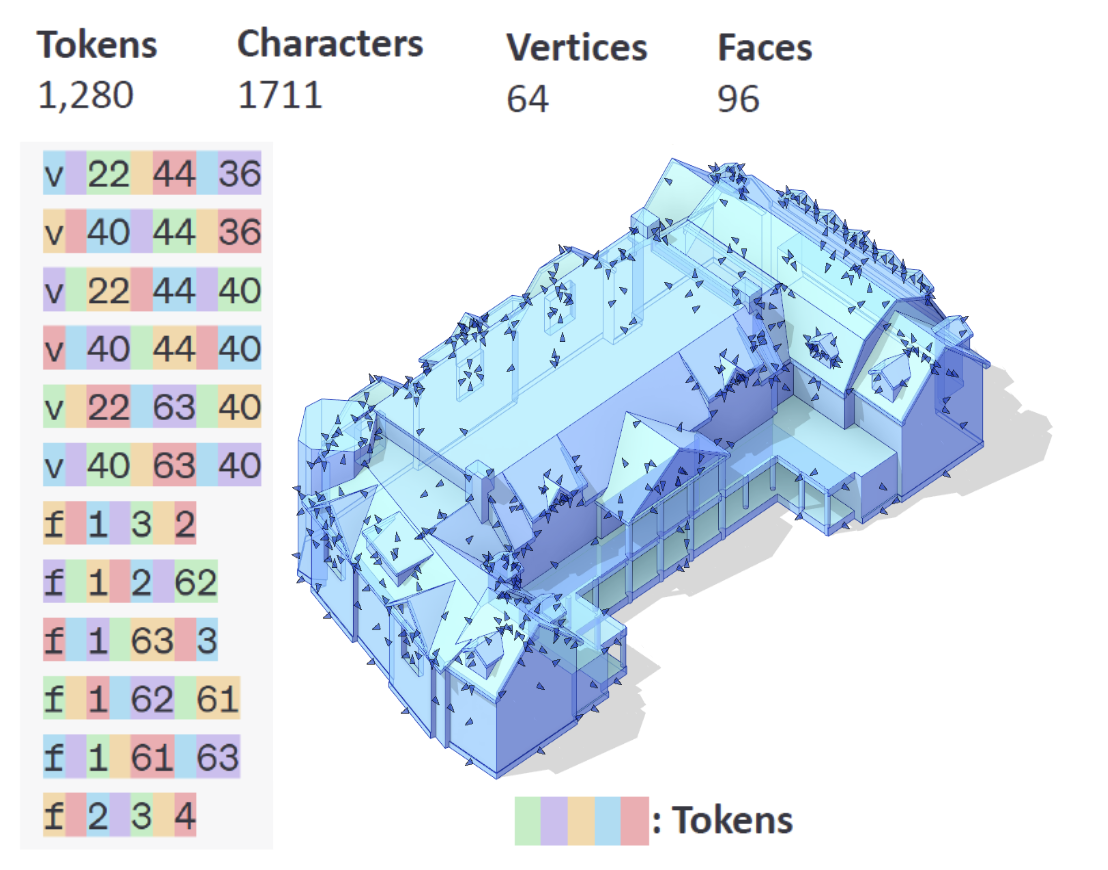 Tokens Characters Vertices Faces
1,280 1711 64 96
v 22 44 36
v 40 44 36
v 22 44 40
v 40 44 40
v 22 63 40
v 40 63 40
f 1 3 2
f 1 2 62
f 1 63 3
f 1 62 61
f 1 61 63
f 2 3 4
: Tokens